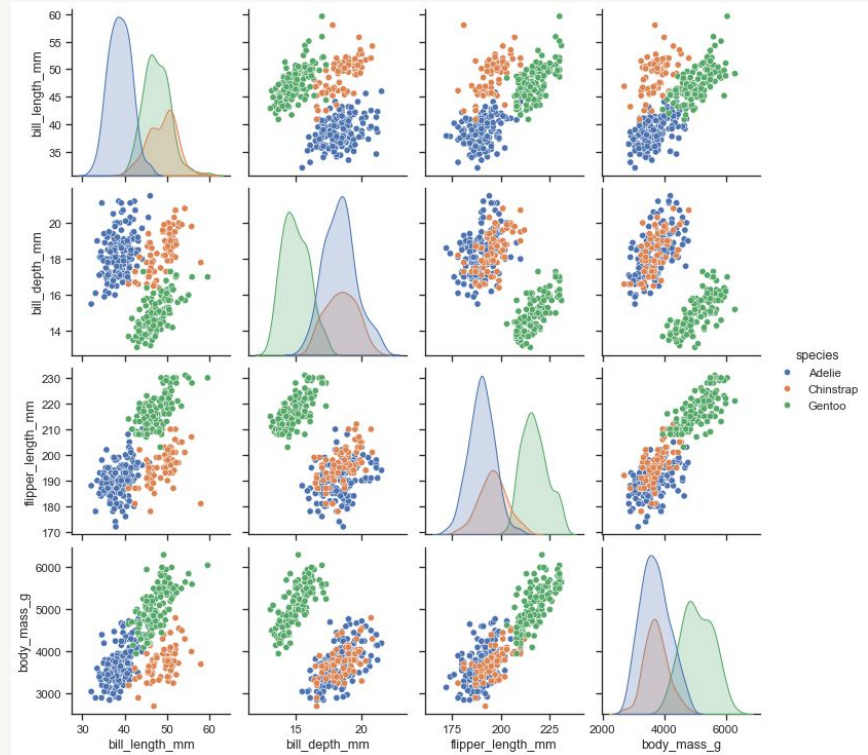 bill_length_mm
50
55
60
50
45
40
35
bill_depth_mm
20
18
16
14
flipper_length_mm
230
220
210
200
190
180
170
body_mass_g
6000
5000
4000
3000
30
40
50
60
bill_length_mm
15
20
bill_depth_mm
175
200
225
flipper_length_mm
2000
4000
6000
body_mass_g
species
Adelie
Chinstrap
Gentoo